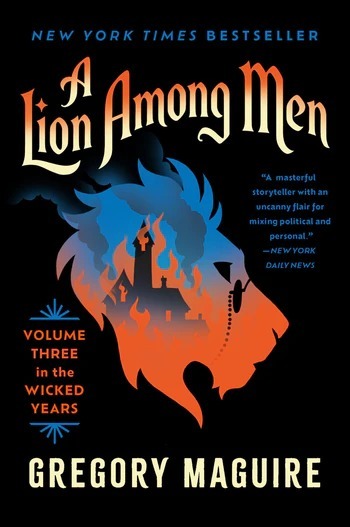 NEW YORK TIMES BESTSELLER
A
Lion Among Men
"A masterful
storyteller with an
uncanny flair for
mixing political and
personal."
—NEW YORK
DAILY NEWS
VOLUME
THREE
in the
WICKED
YEARS
GREGORY MAGUIRE